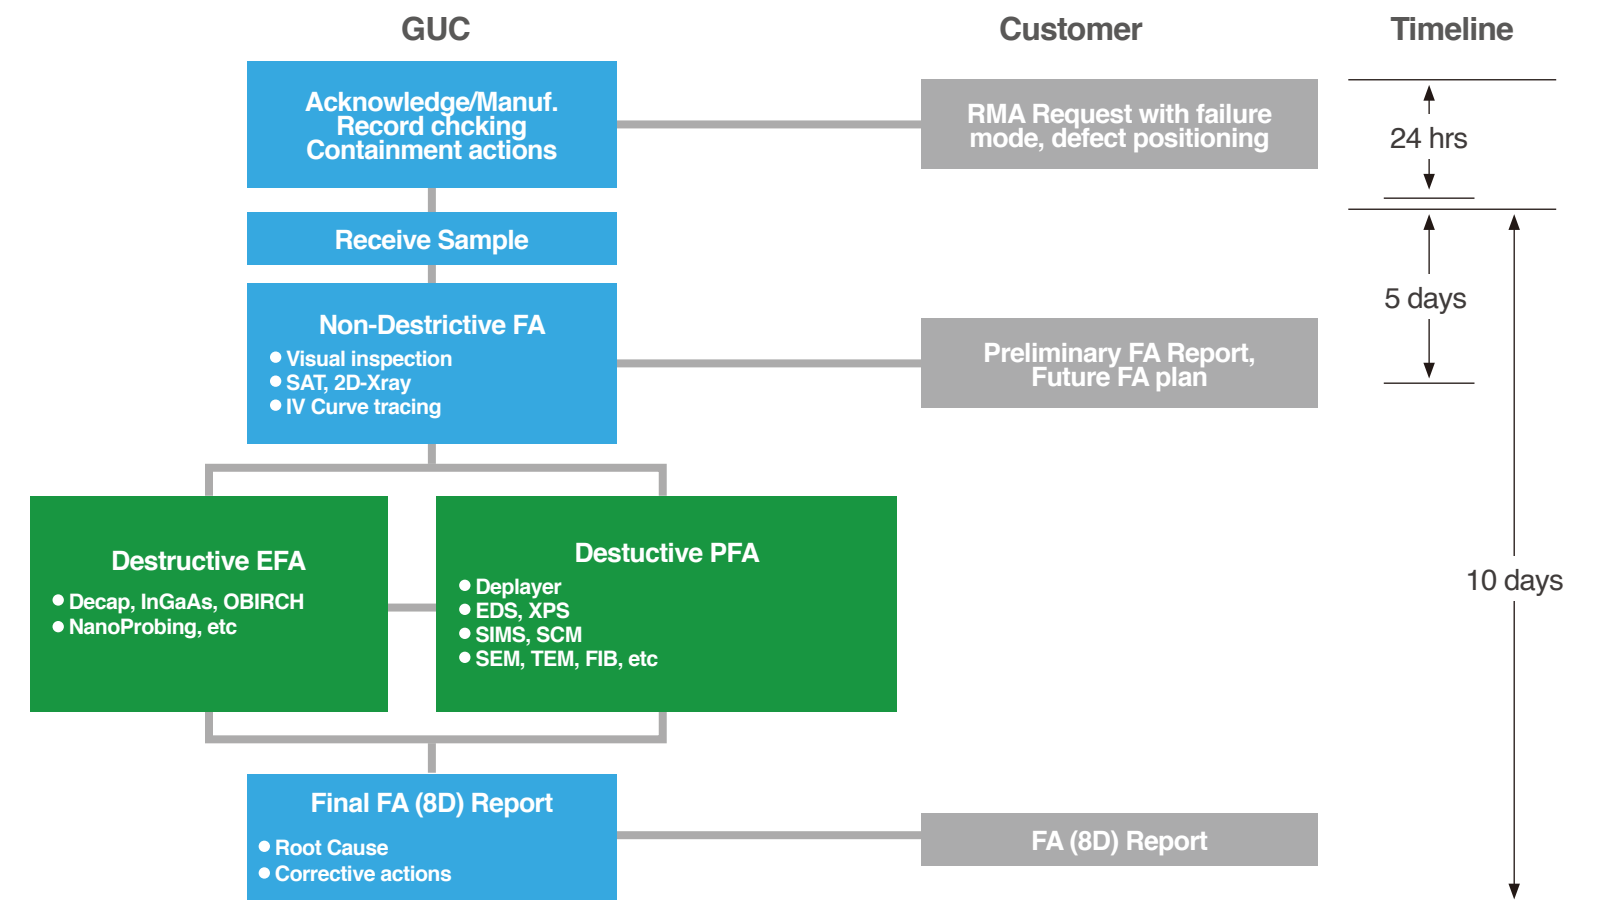 GUC
Customer
Timeline
Acknowledge/Manuf.
Record chcking
Containment actions
RMA Request with failure
mode, defect positioning
24 hrs
Receive Sample
Non-Destrictive FA
Visual inspection
SAT, 2D-Xray
IV Curve tracing
Preliminary FA Report,
Future FA plan
5 days
Destructive EFA
Decap, InGaAs, OBIRCH
NanoProbing, etc
Destuctive PFA
Deplayer
EDS, XPS
SIMS, SCM
SEM, TEM, FIB, etc
10 days
Final FA (8D) Report
Root Cause
Corrective actions
FA (8D) Report